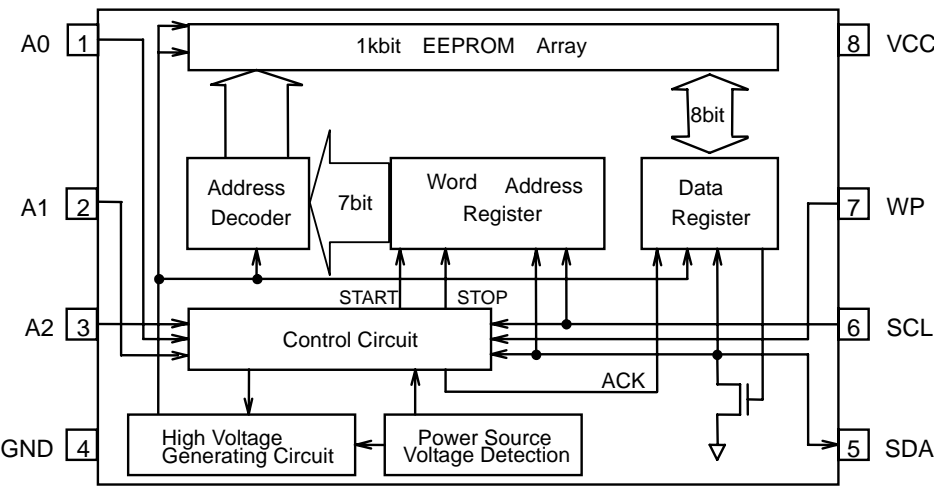 A0 1
1kbit EEPROM Array
8 VCC
8bit
A1 2
Address
Decoder
7bit
Word Address
Register
Data
Register
7 WP
START
STOP
A2 3
Control Circuit
6 SCL
ACK
GND 4
High Voltage
Generating Circuit
Power Source
Voltage Detection
5 SDA